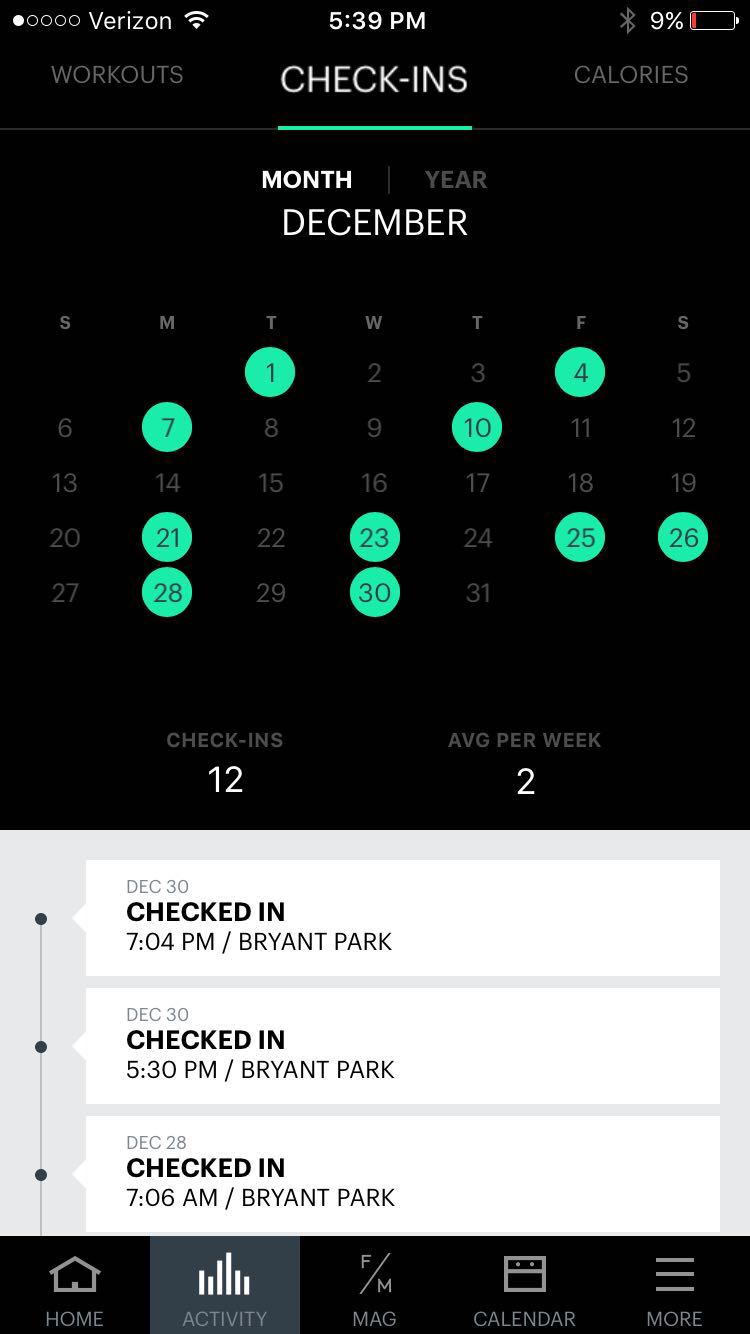 Verizon 5:39 PM 9%
WORKOUTS CHECK-INS CALORIES
MONTH | YEAR
DECEMBER
S M T W T F S
1 2 3 4 5
6 7 8 9 10 11 12
13 14 15 16 17 18 19
20 21 22 23 24 25 26
27 28 29 30 31
CHECK-INS AVG PER WEEK
12 2
DEC 30
CHECKED IN
7:04 PM / BRYANT PARK
DEC 30
CHECKED IN
5:30 PM / BRYANT PARK
DEC 28
CHECKED IN
7:06 AM / BRYANT PARK
F/M
HOME ACTIVITY MAG CALENDAR MORE